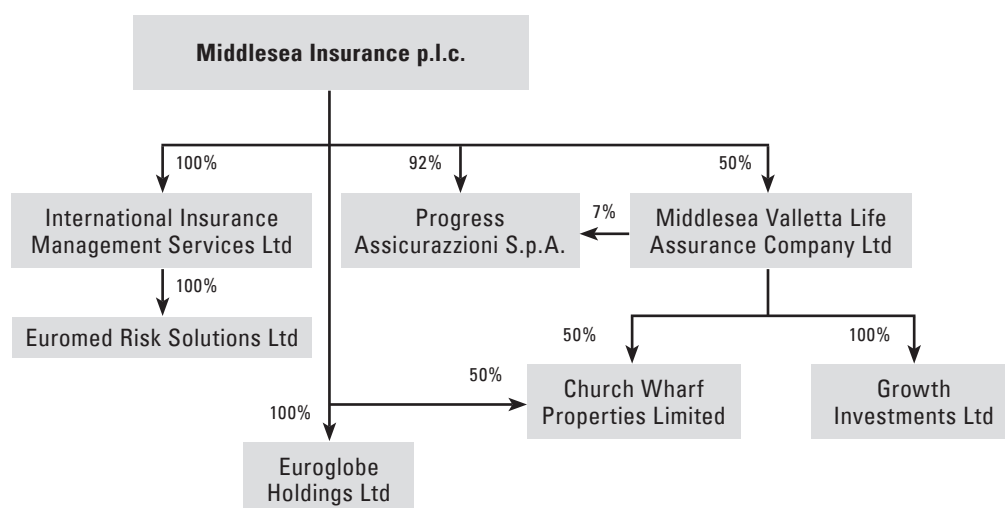 Middlesea Insurance p.l.c.
100%
92%
50%
International Insurance
Management Services Ltd
Progress
Assicurazzioni S.p.A.
7%
Middlesea Valletta Life
Assurance Company Ltd
100%
Euromed Risk Solutions Ltd
50%
100%
50%
Church Wharf
Properties Limited
Growth
Investments Ltd
100%
Euroglobe
Holdings Ltd